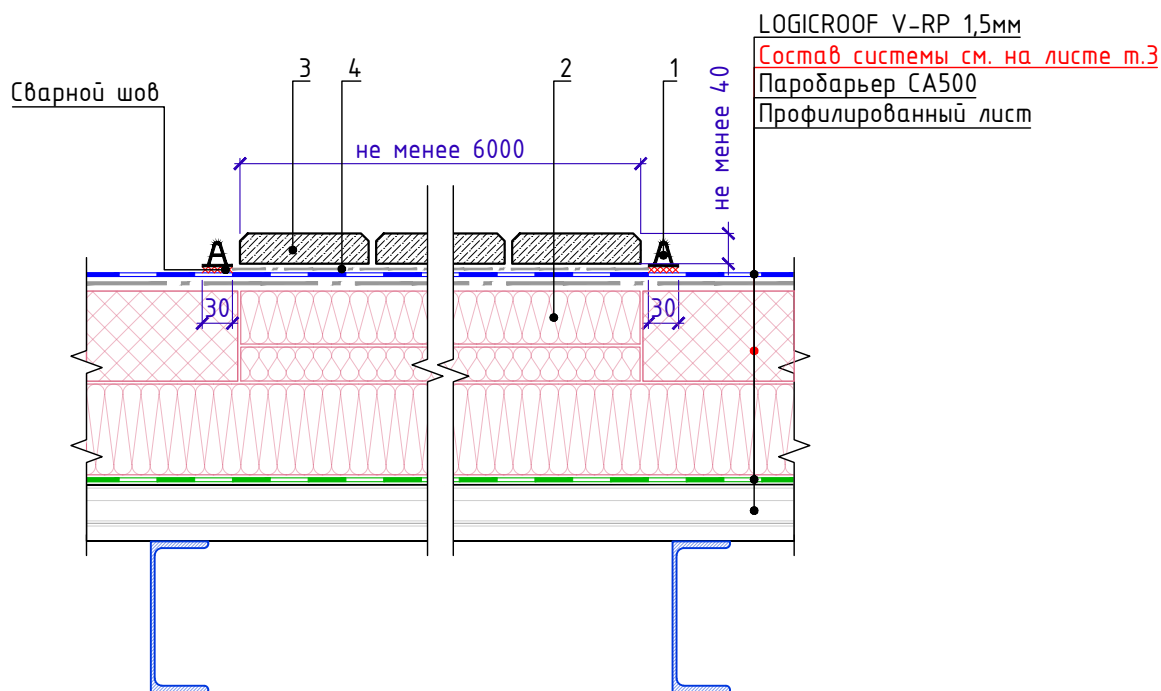 LOGICROOF V-RP 1,5мм
Состав системы см. на листе т.3
Паробарьер СА500
Профилированный лист
3
4
2
1
Сварной шов
не менее 6000
не менее 40
30
30